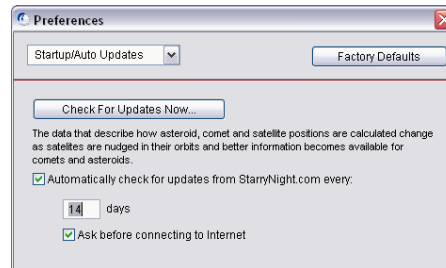 Preferences
Startup/Auto Updates
Factory Defaults
Check For Updates Now...
The data that describe how asteroid, comet and satellite positions are calculated change
as satelites are nudged in their orbits and better information becomes available for
comets and asteroids.
Automatically check for updates from StarryNight.com every:
14 days
Ask before connecting to Internet